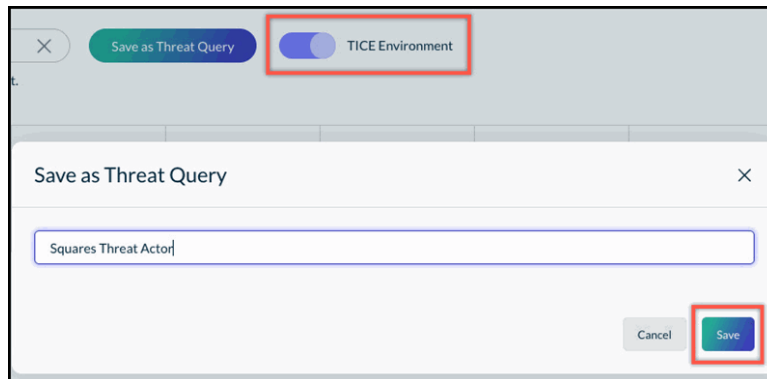 Save as Threat Query TICE Environment
t.
Save as Threat Query
Squares Threat Actor
Cancel Save